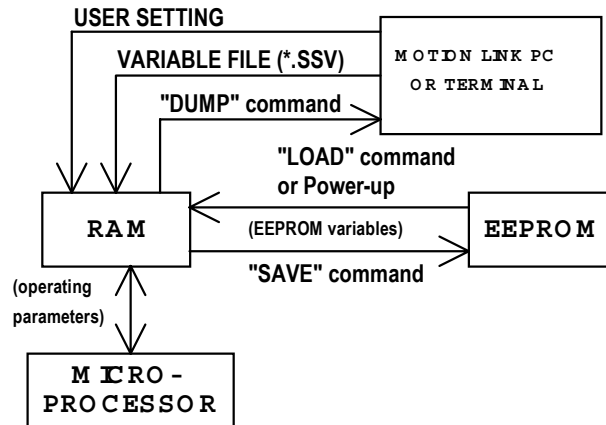 USER SETTING
VARIABLE FILE (*.SSV)
"DUMP" command
MOTION LINK PC
OR TERMINAL
"LOAD" command
or Power-up
RAM
(EEPROM variables)
EEPROM
"SAVE" command
(operating
parameters)
MICRO-
PROCESSOR